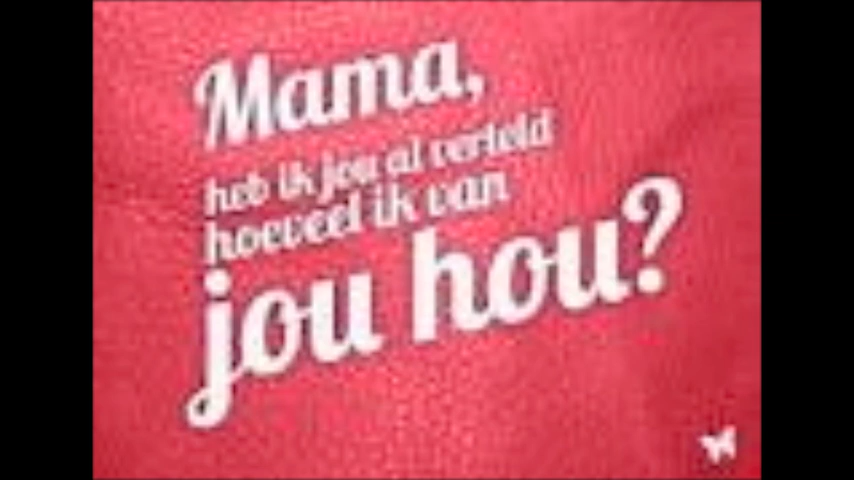 Mama,
heb ik jou al verteld
hoeveel ik van
jou hou?